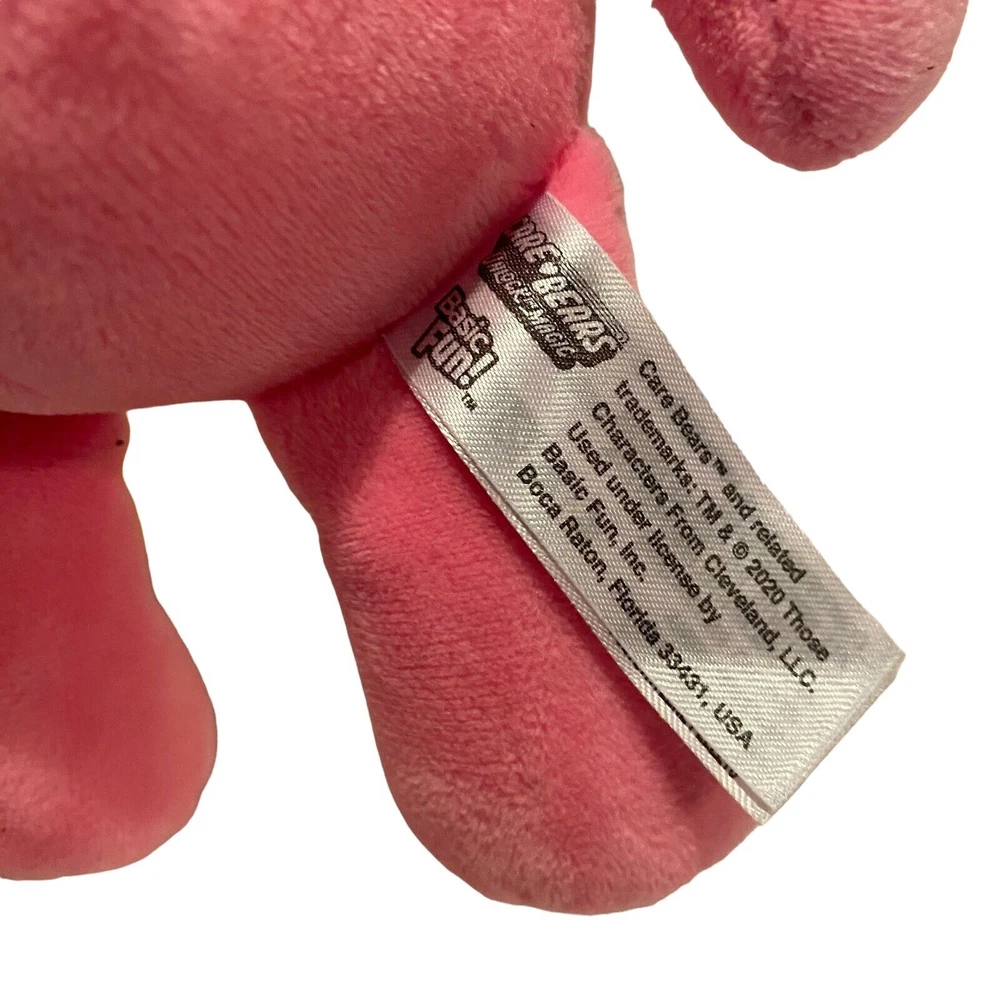 CARE BEARS
Unlock the Magic
Basic
Fun!™
Care Bears™ and related
trademarks: TM & © 2020 Those
Characters From Cleveland, LLC.
Used under license by
Basic Fun, Inc.
Boca Raton, Florida 33431, USA